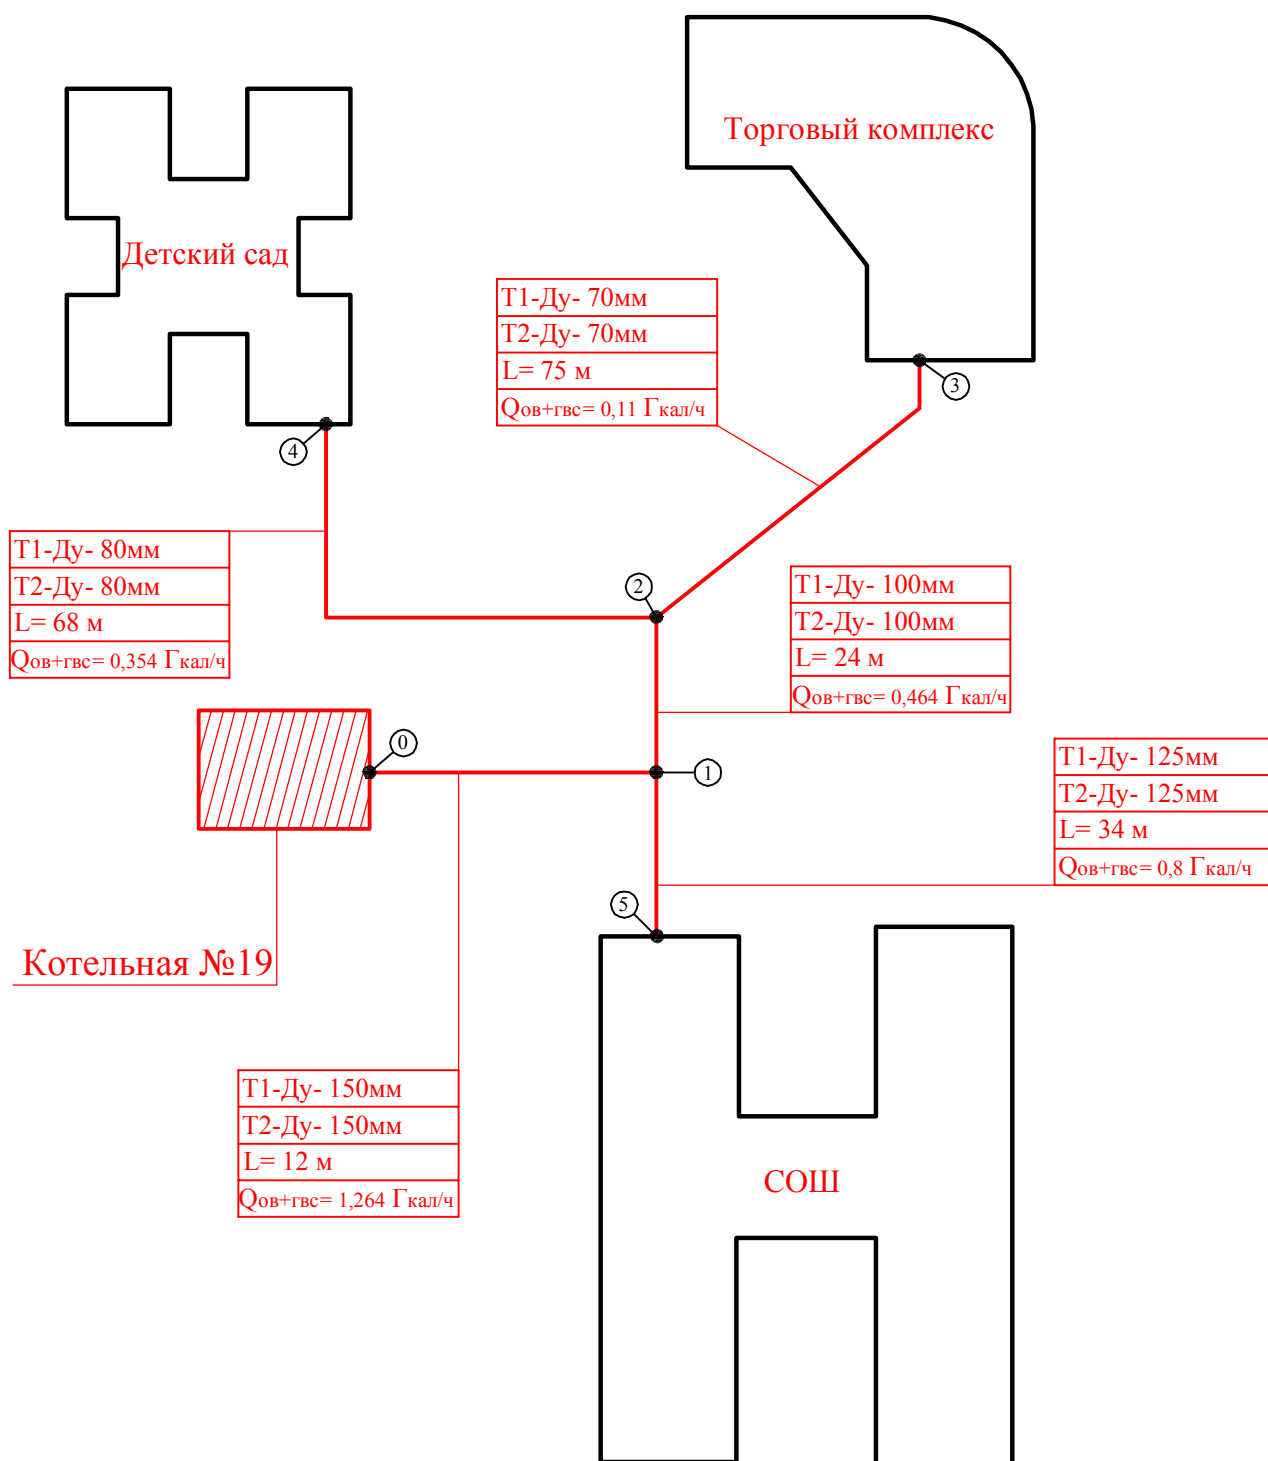 Торговый комплекс
Детский сад
Т1-Ду- 70мм
Т2-Ду- 70мм
L= 75 м
Qов+гвс= 0,11 Гкал/ч
3
4
Т1-Ду- 80мм
Т2-Ду- 80мм
L= 68 м
Qов+гвс= 0,354 Гкал/ч
2
Т1-Ду- 100мм
Т2-Ду- 100мм
L= 24 м
Qов+гвс= 0,464 Гкал/ч
0
1
Т1-Ду- 125мм
Т2-Ду- 125мм
L= 34 м
Qов+гвс= 0,8 Гкал/ч
5
Котельная №19
Т1-Ду- 150мм
Т2-Ду- 150мм
L= 12 м
Qов+гвс= 1,264 Гкал/ч
СОШ